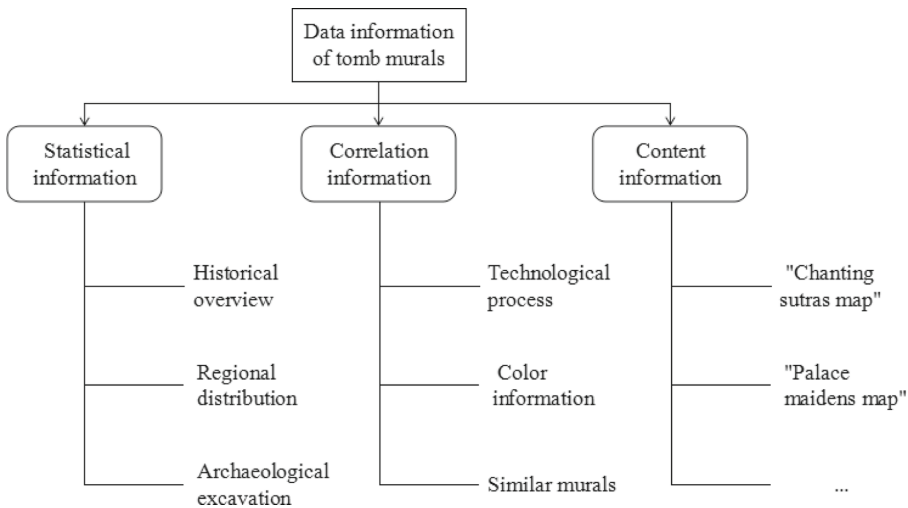 Data information
of tomb murals
Statistical
information
Correlation
information
Content
information
Historical
overview
Technological
process
"Chanting
sutras map"
Regional
distribution
Color
information
"Palace
maidens map"
Archaeological
excavation
Similar murals
...